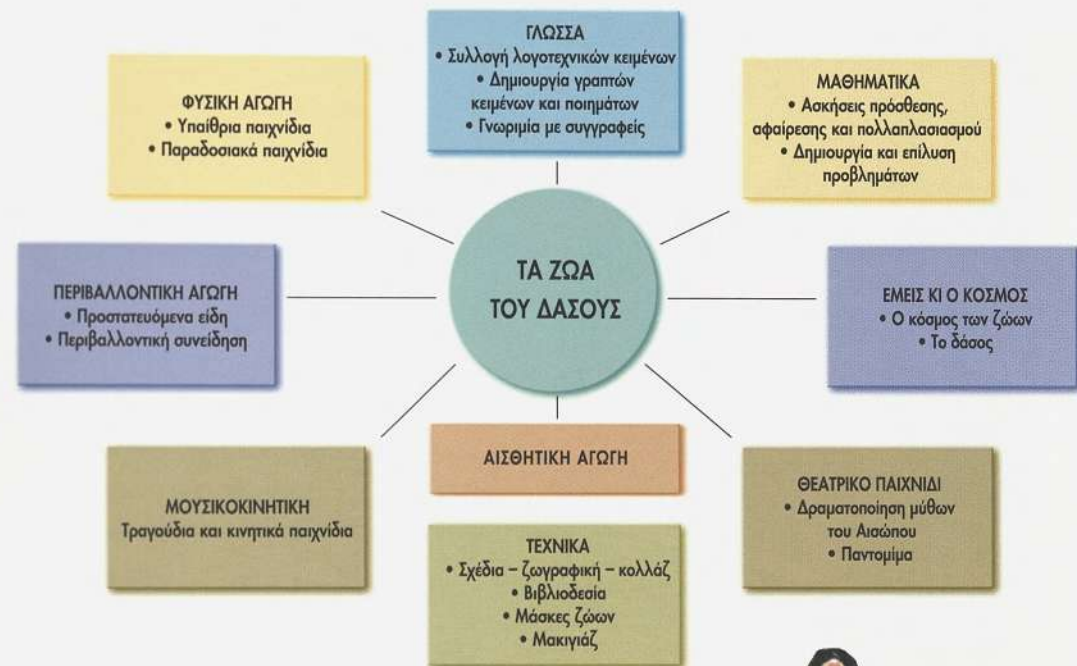 ΓΛΩΣΣΑ
• Συλλογή λογοτεχνικών κειμένων
• Δημιουργία γραπτών
κειμένων και ποιημάτων
• Γνωριμία με συγγραφείς
ΦΥΣΙΚΗ ΑΓΩΓΗ
• Υπαίθρια παιχνίδια
• Παραδοσιακά παιχνίδια
ΜΑΘΗΜΑΤΙΚΑ
• Ασκήσεις πρόσθεσης,
αφαίρεσης και πολλαπλασιασμού
• Δημιουργία και επίλυση
προβλημάτων
ΤΑ ΖΩΑ
ΤΟΥ ΔΑΣΟΥΣ
ΠΕΡΙΒΑΛΛΟΝΤΙΚΗ ΑΓΩΓΗ
• Προστατευόμενα είδη
• Περιβαλλοντική συνείδηση
ΕΜΕΙΣ ΚΙ Ο ΚΟΣΜΟΣ
• Ο κόσμος των ζώων
• Το δάσος
ΑΙΣΘΗΤΙΚΗ ΑΓΩΓΗ
ΜΟΥΣΙΚΟΚΙΝΗΤΙΚΗ
Τραγούδια και κινητικά παιχνίδια
ΘΕΑΤΡΙΚΟ ΠΑΙΧΝΙΔΙ
• Δραματοποίηση μύθων
του Αισώπου
• Παντομίμα
ΤΕΧΝΙΚΑ
• Σχέδια – ζωγραφική – κολλάζ
• Βιβλιοδεσία
• Μάσκες ζώων
• Μακιγιάζ